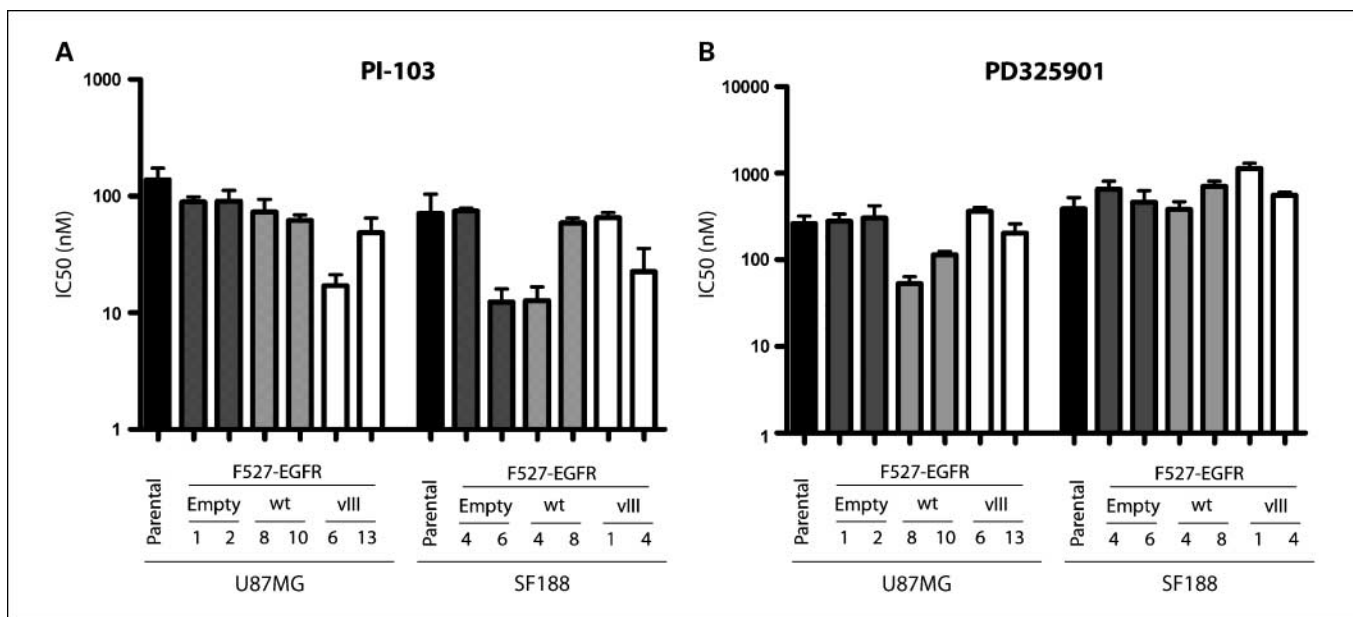 A
PI-103
1000
100
10
1
IC50 (nM)
Parental
F527-EGFR
Empty wt vIII
1 2 8 10 6 13
U87MG
Parental
F527-EGFR
Empty wt vIII
4 6 4 8 1 4
SF188
B
PD325901
10000
1000
100
10
1
IC50 (nM)
Parental
F527-EGFR
Empty wt vIII
1 2 8 10 6 13
U87MG
Parental
F527-EGFR
Empty wt vIII
4 6 4 8 1 4
SF188